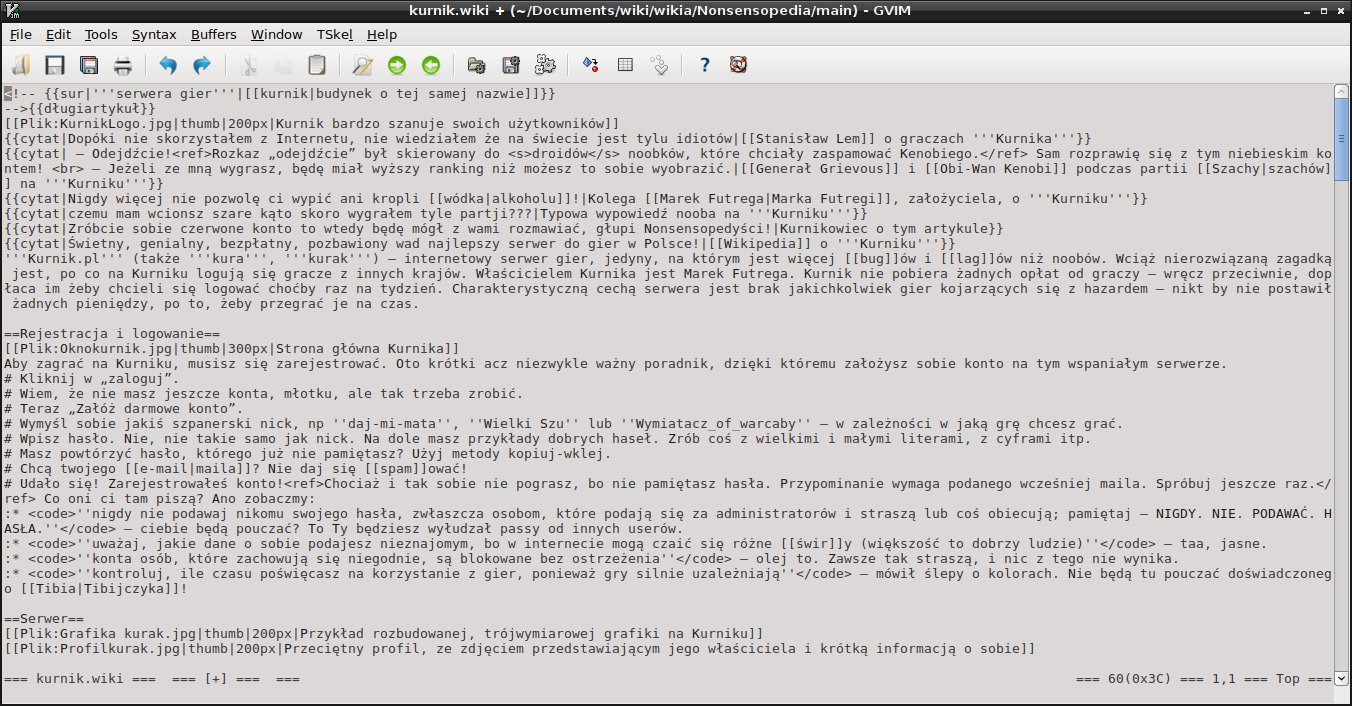 kurnik.wiki + (~/Documents/wiki/wikia/Nonsensopedia/main) - GVIM
File Edit Tools Syntax Buffers Window TSkel Help
<!-- {{sur|'''serwera gier'''|[[kurnik|budynek o tej samej nazwie]]}}
-->{{długiartykuł}}
[[Plik:KurnikLogo.jpg|thumb|200px|Kurnik bardzo szanuje swoich użytkowników]]
{{cytat|Dopóki nie skorzystałem z Internetu, nie wiedziałem że na świecie jest tylu idiotów|[[Stanisław Lem]] o graczach '''Kurnika'''}}
{{cytat| — Odejdźcie!<ref>Rozkaz „odejdźcie” był skierowany do <s>droidów</s> noobków, które chciały zaspamować Kenobiego.</ref> Sam rozprawię się z tym niebieskim ko
ntem! <br> — Jeżeli ze mną wygrasz, będę miał wyższy ranking niż możesz to sobie wyobrazić.|[[Generał Grievous]] i [[Obi-Wan Kenobi]] podczas partii [[Szachy|szachów]
] na '''Kurniku'''}}
{{cytat|Nigdy więcej nie pozwolę ci wypić ani kropli [[wódka|alkoholu]]!|Kolega [[Marek Futrega|Marka Futregi]], założyciela, o '''Kurniku'''}}
{{cytat|czemu mam wcionsz szare kąto skoro wygrałem tyle partji???|Typowa wypowiedź nooba na '''Kurniku'''}}
{{cytat|Zróbcie sobie czerwone konto to wtedy będę mógł z wami rozmawiać, głupi Nonsensopedyści!|Kurnikowiec o tym artykule}}
{{cytat|Świetny, genialny, bezpłatny, pozbawiony wad najlepszy serwer do gier w Polsce!|[[Wikipedia]] o '''Kurniku'''}}
'''Kurnik.pl''' (także '''kura''', '''kurak''') — internetowy serwer gier, jedyny, na którym jest więcej [[bug]]ów i [[lag]]ów niż noobów. Wciąż nierozwiązaną zagadką
jest, po co na Kurniku logują się gracze z innych krajów. Właścicielem Kurnika jest Marek Futrega. Kurnik nie pobiera żadnych opłat od graczy — wręcz przeciwnie, dop
łaca im żeby chcieli się logować choćby raz na tydzień. Charakterystyczną cechą serwera jest brak jakichkolwiek gier kojarzących się z hazardem — nikt by nie postawił
żadnych pieniędzy, po to, żeby przegrać je na czas.
==Rejestracja i logowanie==
[[Plik:Oknokurnik.jpg|thumb|300px|Strona główna Kurnika]]
Aby zagrać na Kurniku, musisz się zarejestrować. Oto krótki acz niezwykle ważny poradnik, dzięki któremu założysz sobie konto na tym wspaniałym serwerze.
# Kliknij w „zaloguj”.
# Wiem, że nie masz jeszcze konta, młotku, ale tak trzeba zrobić.
# Teraz „Załóż darmowe konto”.
# Wymyśl sobie jakiś szpanerski nick, np ''daj-mi-mata'', ''Wielki Szu'' lub ''Wymiatacz_of_warcaby'' — w zależności w jaką grę chcesz grać.
# Wpisz hasło. Nie, nie takie samo jak nick. Na dole masz przykłady dobrych haseł. Zrób coś z wielkimi i małymi literami, z cyframi itp.
# Masz powtórzyć hasło, którego już nie pamiętasz? Użyj metody kopiuj-wklej.
# Chcą twojego [[e-mail|maila]]? Nie daj się [[spam]]ować!
# Udało się! Zarejestrowałeś konto!<ref>Chociaż i tak sobie nie pograsz, bo nie pamiętasz hasła. Przypominanie wymaga podanego wcześniej maila. Spróbuj jeszcze raz.</
ref> Co oni ci tam piszą? Ano zobaczmy:
:* <code>''nigdy nie podawaj nikomu swojego hasła, zwłaszcza osobom, które podają się za administratorów i straszą lub coś obiecują; pamiętaj — NIGDY. NIE. PODAWAĆ. H
ASŁA.''</code> — ciebie będą pouczać? To Ty będziesz wyłudzał passy od innych userów.
:* <code>''uważaj, jakie dane o sobie podajesz nieznajomym, bo w internecie mogą czaić się różne [[świr]]y (większość to dobrzy ludzie)''</code> — taa, jasne.
:* <code>''konta osób, które zachowują się niegodnie, są blokowane bez ostrzeżenia''</code> — olej to. Zawsze tak straszą, i nic z tego nie wynika.
:* <code>''kontroluj, ile czasu poświęcasz na korzystanie z gier, ponieważ gry silnie uzależniają''</code> — mówił ślepy o kolorach. Nie będą tu pouczać doświadczoneg
o [[Tibia|Tibijczyka]]!
==Serwer==
[[Plik:Grafika kurak.jpg|thumb|200px|Przykład rozbudowanej, trójwymiarowej grafiki na Kurniku]]
[[Plik:Profilkurak.jpg|thumb|200px|Przeciętny profil, ze zdjęciem przedstawiającym jego właściciela i krótką informacją o sobie]]
=== kurnik.wiki ===  === [+] ===  === === 60(0x3C) === 1,1 === Top ===